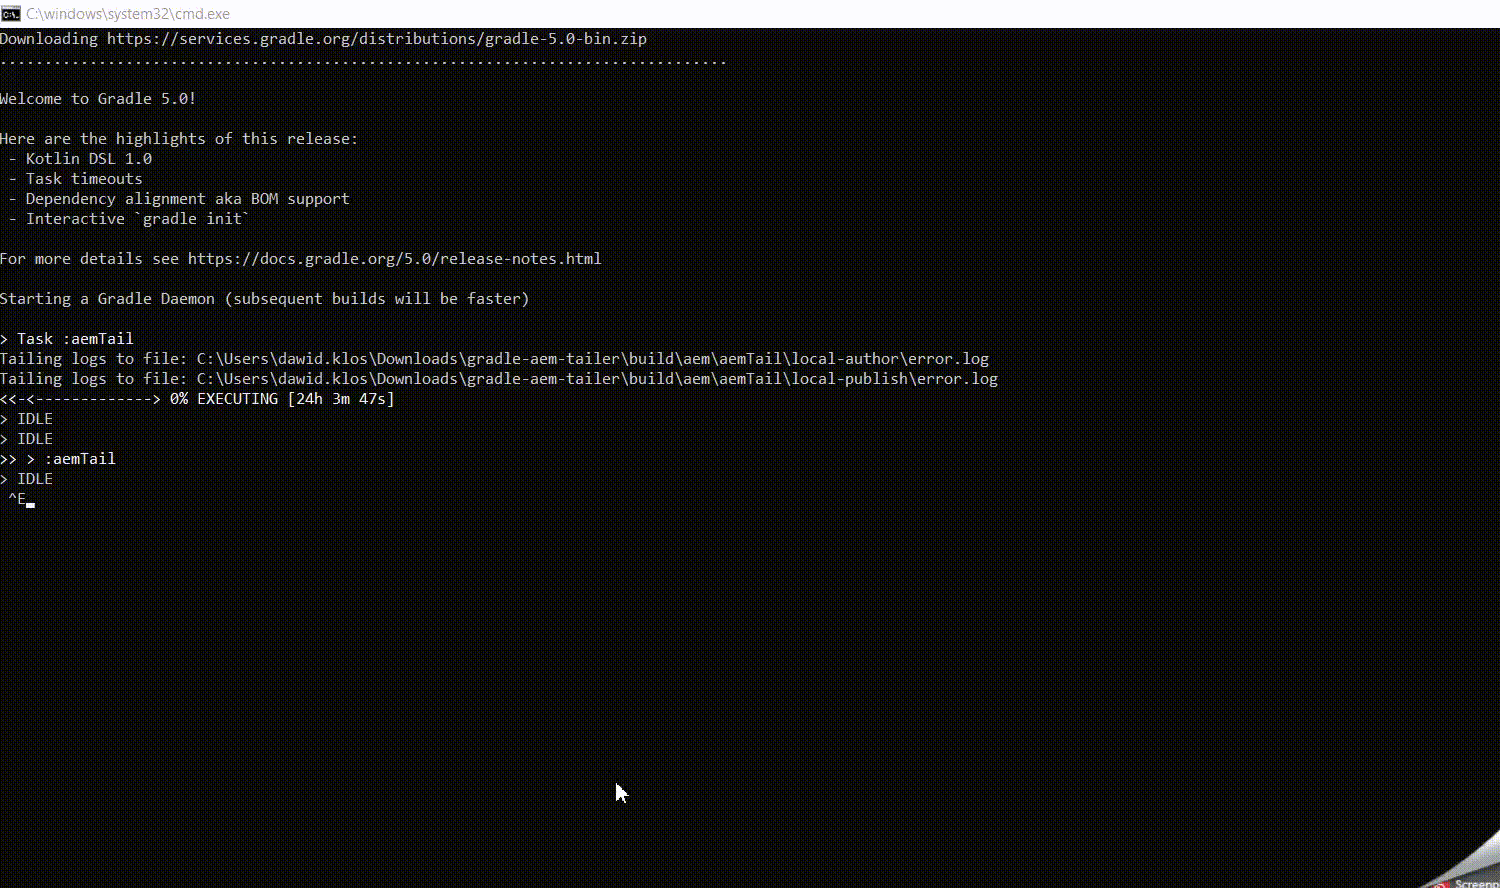 C:\windows\system32\cmd.exe
Downloading https://services.gradle.org/distributions/gradle-5.0-bin.zip
.................................................................................
Welcome to Gradle 5.0!
Here are the highlights of this release:
- Kotlin DSL 1.0
- Task timeouts
- Dependency alignment aka BOM support
- Interactive `gradle init`
For more details see https://docs.gradle.org/5.0/release-notes.html
Starting a Gradle Daemon (subsequent builds will be faster)
> Task :aemTail
Tailing logs to file: C:\Users\dawid.klos\Downloads\gradle-aem-tailer\build\aem\aemTail\local-author\error.log
Tailing logs to file: C:\Users\dawid.klos\Downloads\gradle-aem-tailer\build\aem\aemTail\local-publish\error.log
<<-<-------------> 0% EXECUTING [24h 3m 47s]
> IDLE
> IDLE
>> > :aemTail
> IDLE
^E